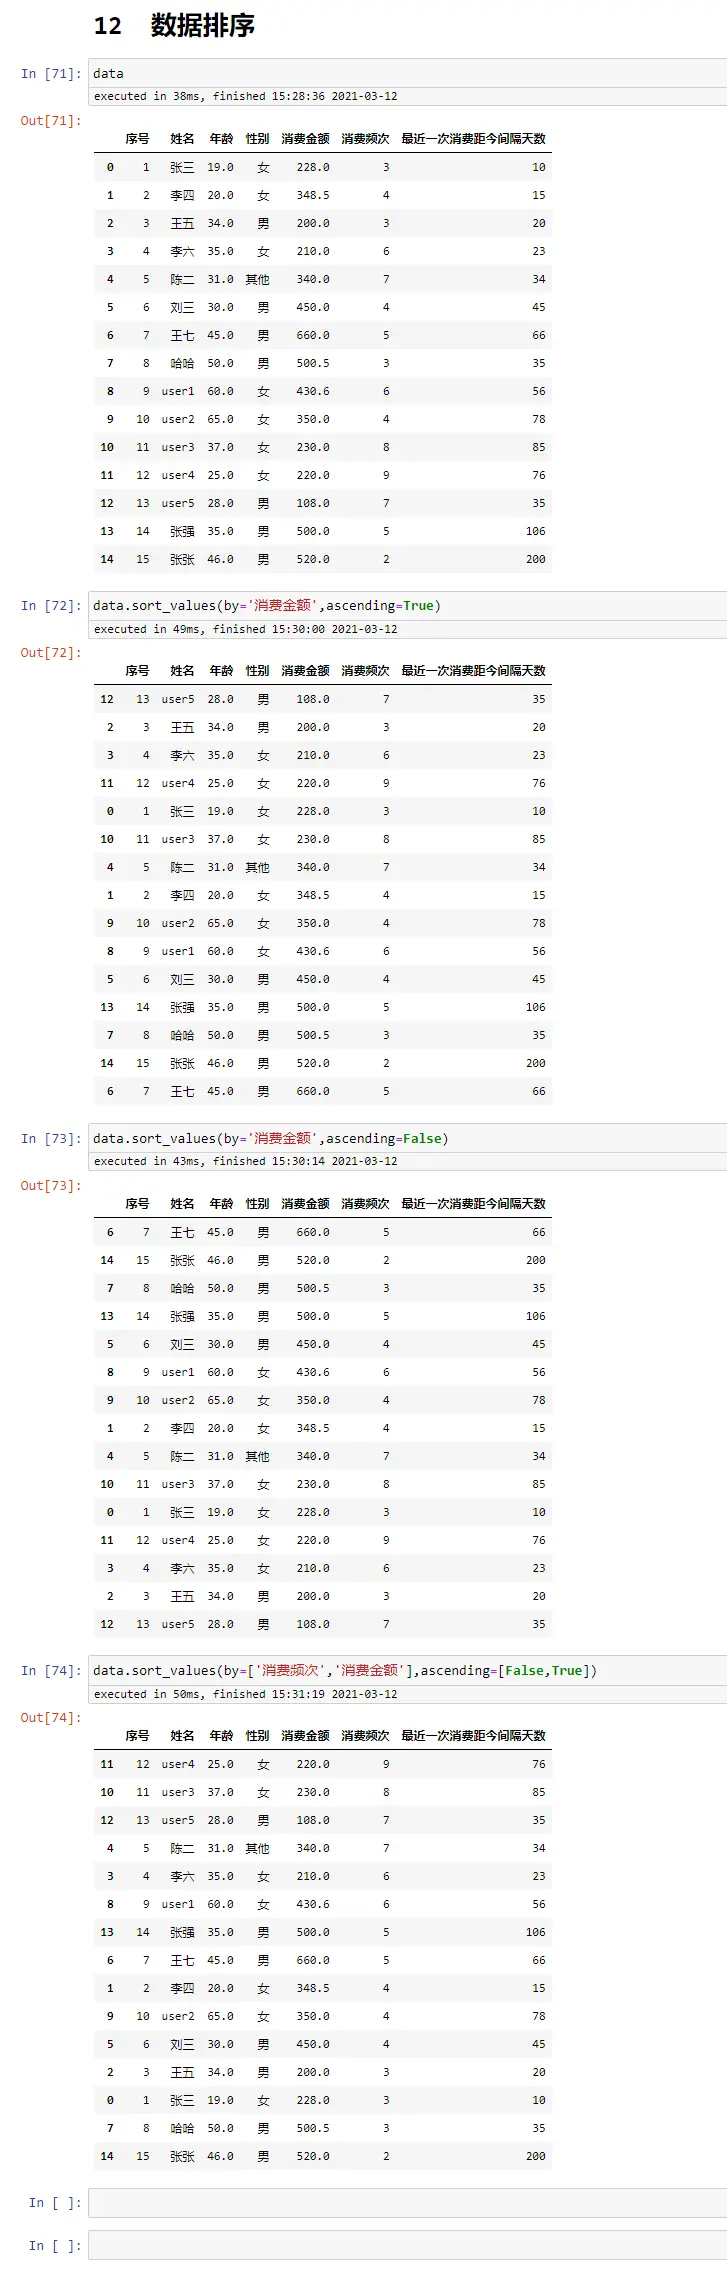 12 数据排序
In [71]: data
executed in 38ms, finished 15:28:36 2021-03-12
Out[71]:
序号 姓名 年龄 性别 消费金额 消费频次 最近一次消费距今间隔天数
0 1 张三 19.0 女 228.0 3 10
1 2 李四 20.0 女 348.5 4 15
2 3 王五 34.0 男 200.0 3 20
3 4 李六 35.0 女 210.0 6 23
4 5 陈二 31.0 其他 340.0 7 34
5 6 刘三 30.0 男 450.0 4 45
6 7 王七 45.0 男 660.0 5 66
7 8 哈哈 50.0 男 500.5 3 35
8 9 user1 60.0 女 430.6 6 56
9 10 user2 65.0 女 350.0 4 78
10 11 user3 37.0 女 230.0 8 85
11 12 user4 25.0 女 220.0 9 76
12 13 user5 28.0 男 108.0 7 35
13 14 张强 35.0 男 500.0 5 106
14 15 张张 46.0 男 520.0 2 200
In [72]: data.sort_values(by='消费金额',ascending=True)
executed in 49ms, finished 15:30:00 2021-03-12
Out[72]:
序号 姓名 年龄 性别 消费金额 消费频次 最近一次消费距今间隔天数
12 13 user5 28.0 男 108.0 7 35
2 3 王五 34.0 男 200.0 3 20
3 4 李六 35.0 女 210.0 6 23
11 12 user4 25.0 女 220.0 9 76
0 1 张三 19.0 女 228.0 3 10
10 11 user3 37.0 女 230.0 8 85
4 5 陈二 31.0 其他 340.0 7 34
1 2 李四 20.0 女 348.5 4 15
9 10 user2 65.0 女 350.0 4 78
8 9 user1 60.0 女 430.6 6 56
5 6 刘三 30.0 男 450.0 4 45
13 14 张强 35.0 男 500.0 5 106
7 8 哈哈 50.0 男 500.5 3 35
14 15 张张 46.0 男 520.0 2 200
6 7 王七 45.0 男 660.0 5 66
In [73]: data.sort_values(by='消费金额',ascending=False)
executed in 43ms, finished 15:30:14 2021-03-12
Out[73]:
序号 姓名 年龄 性别 消费金额 消费频次 最近一次消费距今间隔天数
6 7 王七 45.0 男 660.0 5 66
14 15 张张 46.0 男 520.0 2 200
7 8 哈哈 50.0 男 500.5 3 35
13 14 张强 35.0 男 500.0 5 106
5 6 刘三 30.0 男 450.0 4 45
8 9 user1 60.0 女 430.6 6 56
9 10 user2 65.0 女 350.0 4 78
1 2 李四 20.0 女 348.5 4 15
4 5 陈二 31.0 其他 340.0 7 34
10 11 user3 37.0 女 230.0 8 85
0 1 张三 19.0 女 228.0 3 10
11 12 user4 25.0 女 220.0 9 76
3 4 李六 35.0 女 210.0 6 23
2 3 王五 34.0 男 200.0 3 20
12 13 user5 28.0 男 108.0 7 35
In [74]: data.sort_values(by=['消费频次','消费金额'],ascending=[False,True])
executed in 50ms, finished 15:31:19 2021-03-12
Out[74]:
序号 姓名 年龄 性别 消费金额 消费频次 最近一次消费距今间隔天数
11 12 user4 25.0 女 220.0 9 76
10 11 user3 37.0 女 230.0 8 85
12 13 user5 28.0 男 108.0 7 35
4 5 陈二 31.0 其他 340.0 7 34
3 4 李六 35.0 女 210.0 6 23
8 9 user1 60.0 女 430.6 6 56
13 14 张强 35.0 男 500.0 5 106
6 7 王七 45.0 男 660.0 5 66
1 2 李四 20.0 女 348.5 4 15
9 10 user2 65.0 女 350.0 4 78
5 6 刘三 30.0 男 450.0 4 45
2 3 王五 34.0 男 200.0 3 20
0 1 张三 19.0 女 228.0 3 10
7 8 哈哈 50.0 男 500.5 3 35
14 15 张张 46.0 男 520.0 2 200
In [ ]:
In [ ]: